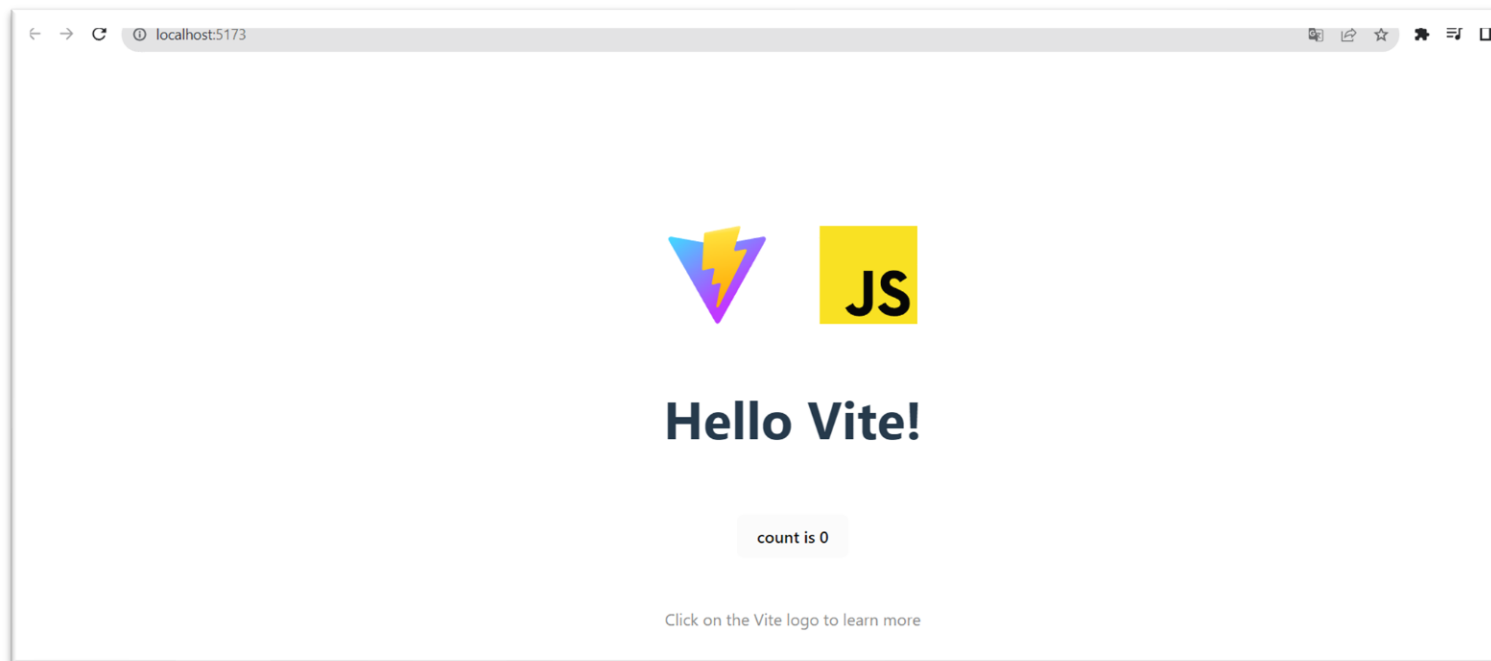 localhost:5173
JS
Hello Vite!
count is 0
Click on the Vite logo to learn more